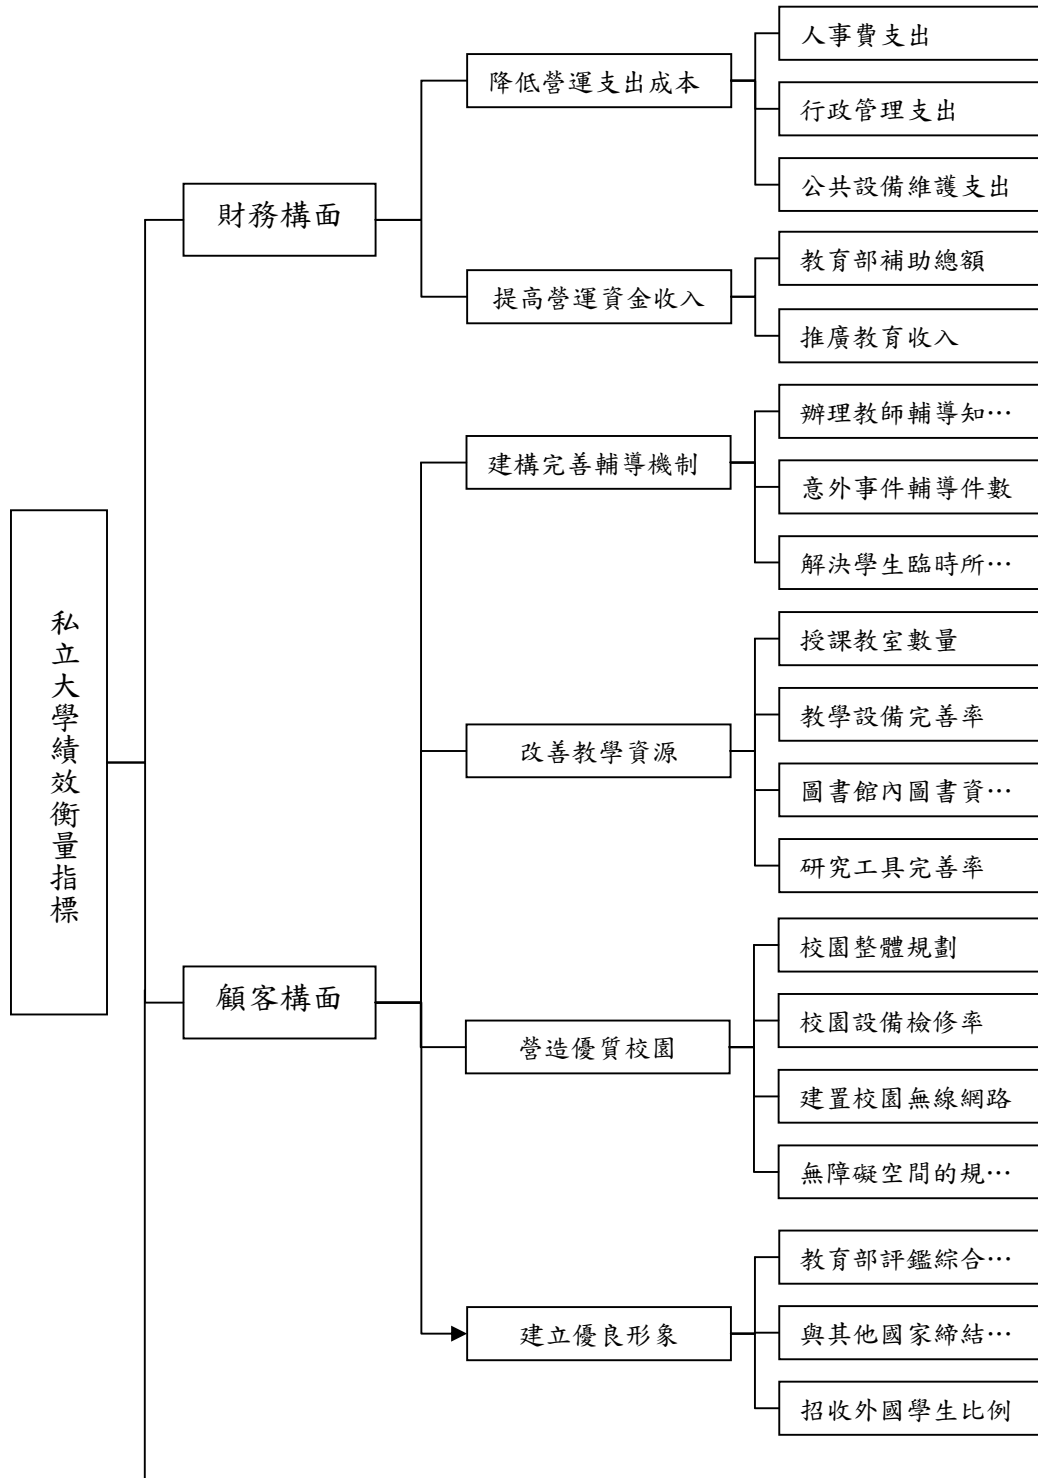 私立大學績效衡量指標
財務構面
降低營運支出成本
人事費支出
行政管理支出
公共設備維護支出
提高營運資金收入
教育部補助總額
推廣教育收入
顧客構面
建構完善輔導機制
辦理教師輔導知…
意外事件輔導件數
解決學生臨時所…
改善教學資源
授課教室數量
教學設備完善率
圖書館內圖書資…
研究工具完善率
營造優質校園
校園整體規劃
校園設備檢修率
建置校園無線網路
無障礙空間的規…
建立優良形象
教育部評鑑綜合…
與其他國家締結…
招收外國學生比例